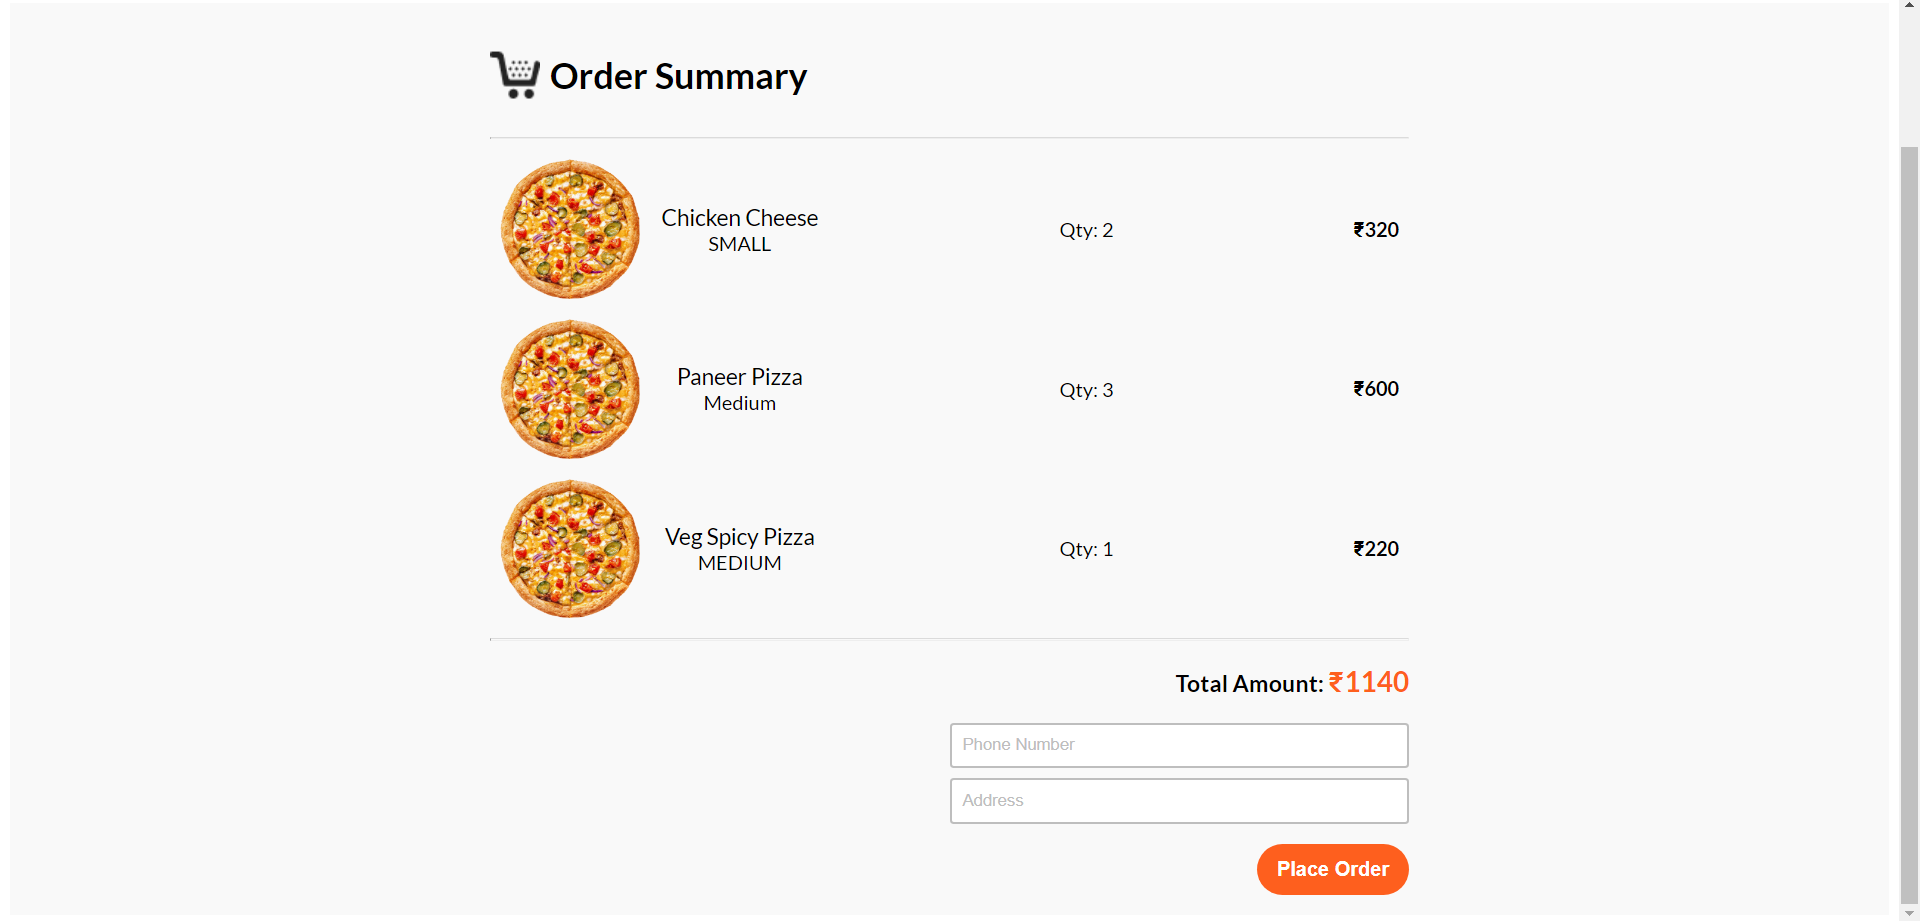 Order Summary
Chicken Cheese
SMALL
Qty: 2
₹320
Paneer Pizza
Medium
Qty: 3
₹600
Veg Spicy Pizza
MEDIUM
Qty: 1
₹220
Total Amount: ₹1140
Phone Number
Address
Place Order